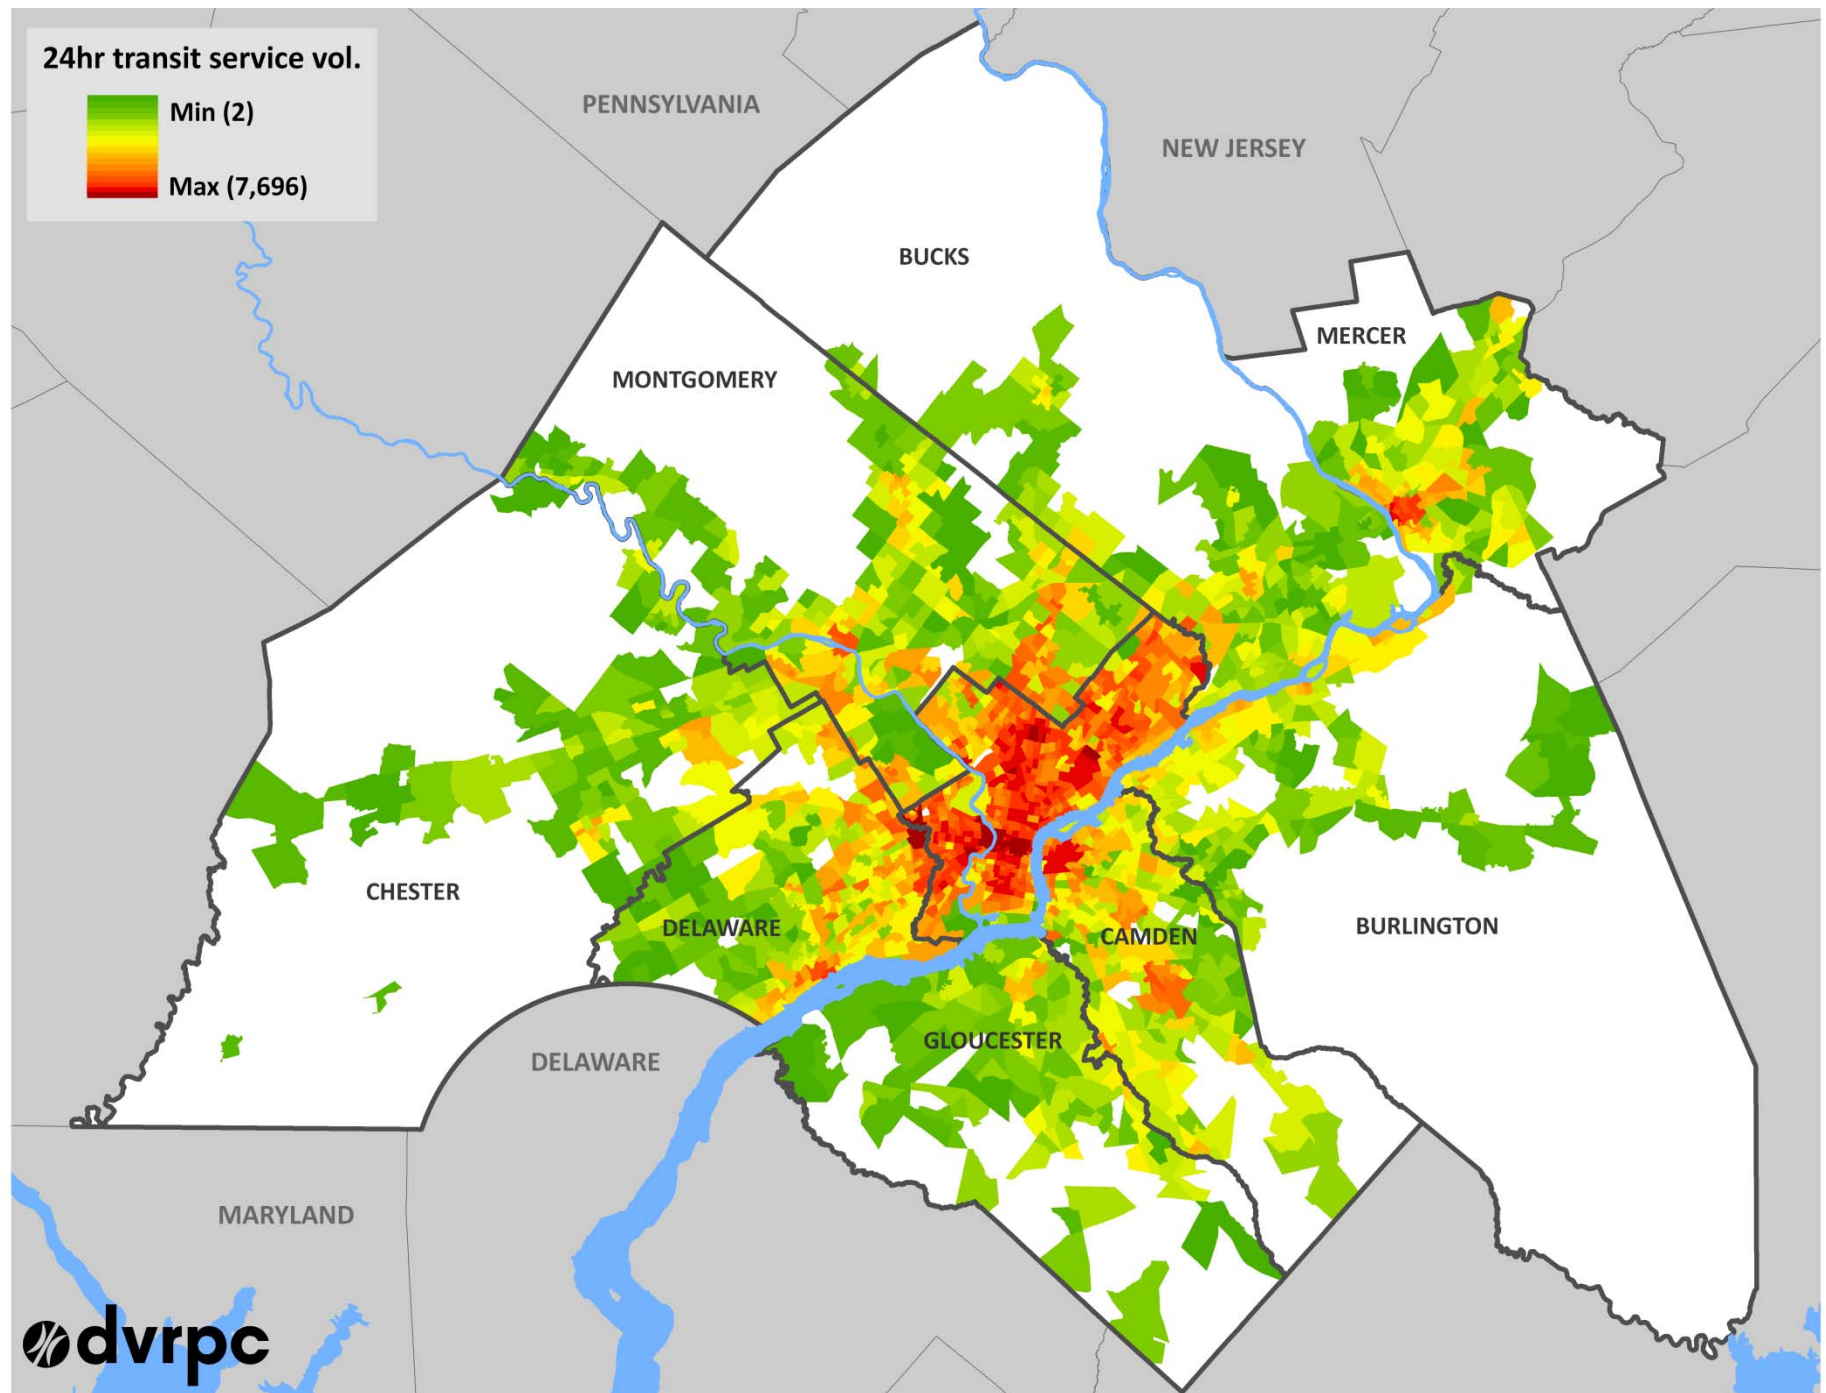 24hr transit service vol.
Min (2)
Max (7,696)
PENNSYLVANIA
NEW JERSEY
BUCKS
MERCER
MONTGOMERY
CHESTER
DELAWARE
CAMDEN
BURLINGTON
GLOUCESTER
DELAWARE
MARYLAND
dvrpc